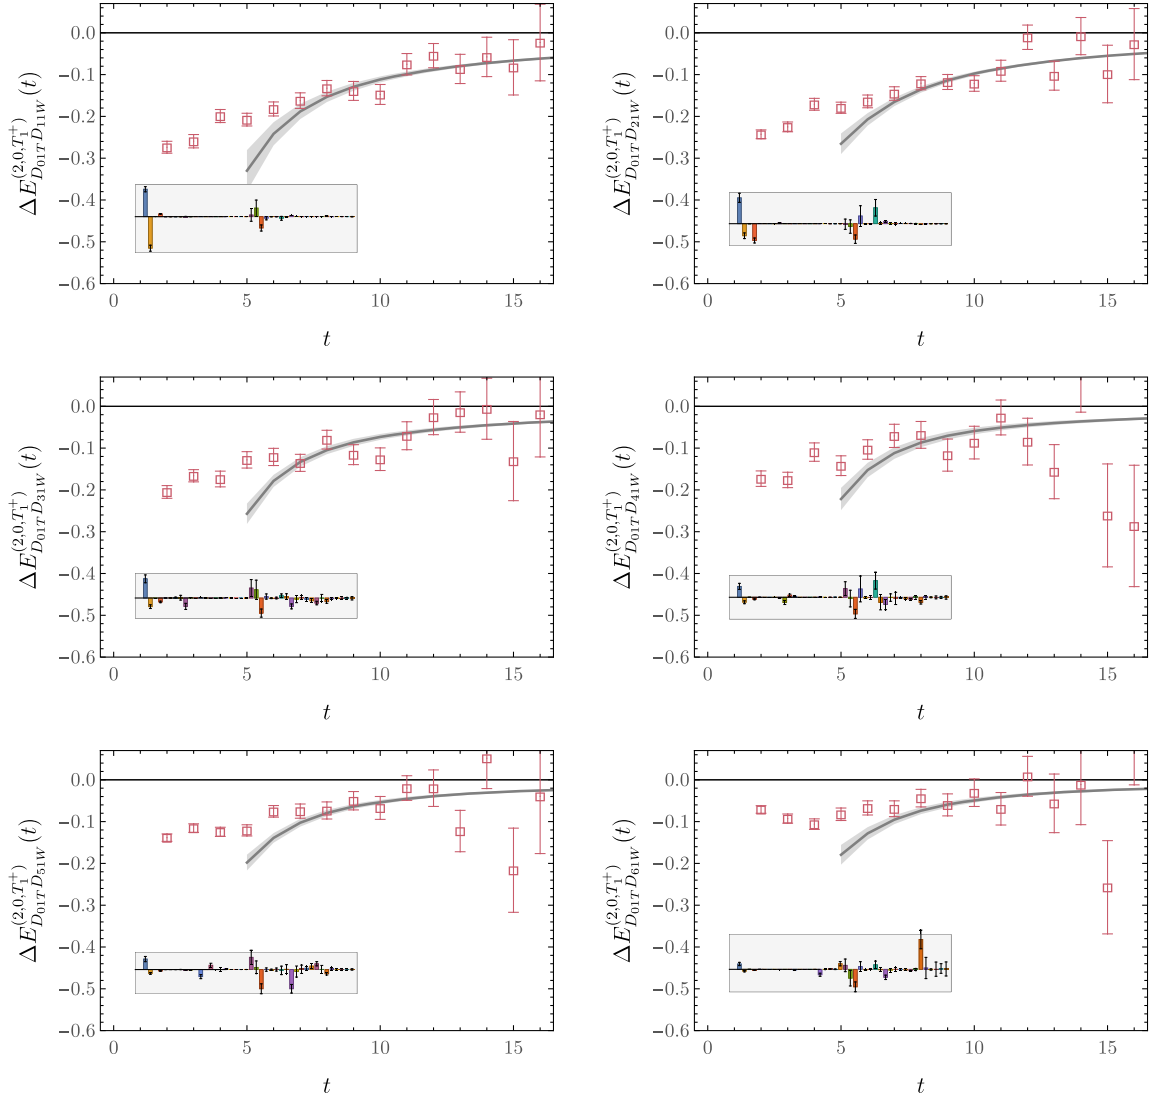 ΔE^{(2,0,T_1^+)}_{D_{01T}D_{11W}}(t)
0.0
−0.1
−0.2
−0.3
−0.4
−0.5
−0.6
0 5 10 15
t
ΔE^{(2,0,T_1^+)}_{D_{01T}D_{21W}}(t)
0.0
−0.1
−0.2
−0.3
−0.4
−0.5
−0.6
0 5 10 15
t
ΔE^{(2,0,T_1^+)}_{D_{01T}D_{31W}}(t)
0.0
−0.1
−0.2
−0.3
−0.4
−0.5
−0.6
0 5 10 15
t
ΔE^{(2,0,T_1^+)}_{D_{01T}D_{41W}}(t)
0.0
−0.1
−0.2
−0.3
−0.4
−0.5
−0.6
0 5 10 15
t
ΔE^{(2,0,T_1^+)}_{D_{01T}D_{51W}}(t)
0.0
−0.1
−0.2
−0.3
−0.4
−0.5
−0.6
0 5 10 15
t
ΔE^{(2,0,T_1^+)}_{D_{01T}D_{61W}}(t)
0.0
−0.1
−0.2
−0.3
−0.4
−0.5
−0.6
0 5 10 15
t